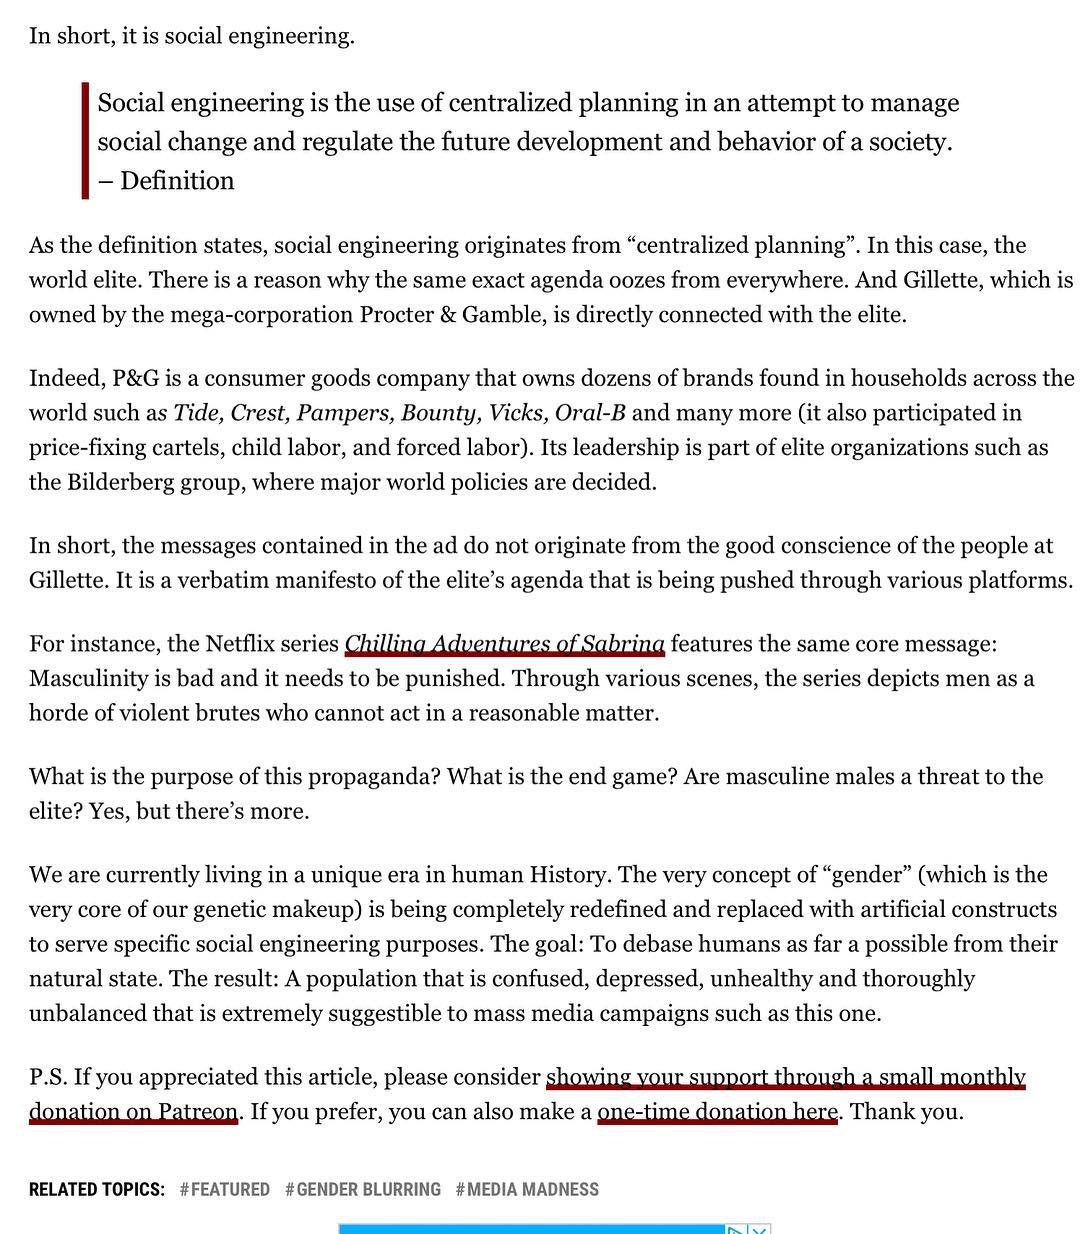 In short, it is social engineering.
Social engineering is the use of centralized planning in an attempt to manage
social change and regulate the future development and behavior of a society.
– Definition
As the definition states, social engineering originates from “centralized planning”. In this case, the
world elite. There is a reason why the same exact agenda oozes from everywhere. And Gillette, which is
owned by the mega-corporation Procter & Gamble, is directly connected with the elite.
Indeed, P&G is a consumer goods company that owns dozens of brands found in households across the
world such as Tide, Crest, Pampers, Bounty, Vicks, Oral-B and many more (it also participated in
price-fixing cartels, child labor, and forced labor). Its leadership is part of elite organizations such as
the Bilderberg group, where major world policies are decided.
In short, the messages contained in the ad do not originate from the good conscience of the people at
Gillette. It is a verbatim manifesto of the elite’s agenda that is being pushed through various platforms.
For instance, the Netflix series Chilling Adventures of Sabrina features the same core message:
Masculinity is bad and it needs to be punished. Through various scenes, the series depicts men as a
horde of violent brutes who cannot act in a reasonable matter.
What is the purpose of this propaganda? What is the end game? Are masculine males a threat to the
elite? Yes, but there’s more.
We are currently living in a unique era in human History. The very concept of “gender” (which is the
very core of our genetic makeup) is being completely redefined and replaced with artificial constructs
to serve specific social engineering purposes. The goal: To debase humans as far a possible from their
natural state. The result: A population that is confused, depressed, unhealthy and thoroughly
unbalanced that is extremely suggestible to mass media campaigns such as this one.
P.S. If you appreciated this article, please consider showing your support through a small monthly
donation on Patreon. If you prefer, you can also make a one-time donation here. Thank you.
RELATED TOPICS: #FEATURED #GENDER BLURRING #MEDIA MADNESS